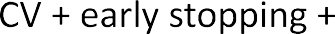 CV + early stopping +